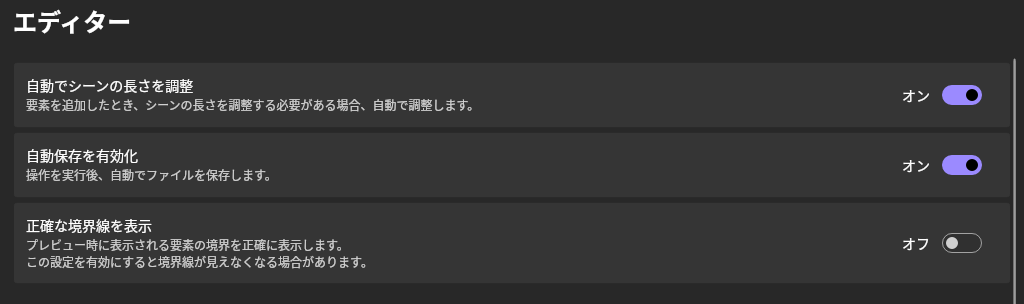 エディター
自動でシーンの長さを調整
要素を追加したとき、シーンの長さを調整する必要がある場合、自動で調整します。
オン
自動保存を有効化
操作を実行後、自動でファイルを保存します。
オン
正確な境界線を表示
プレビュー時に表示される要素の境界を正確に表示します。
この設定を有効にすると境界線が見えなくなる場合があります。
オフ